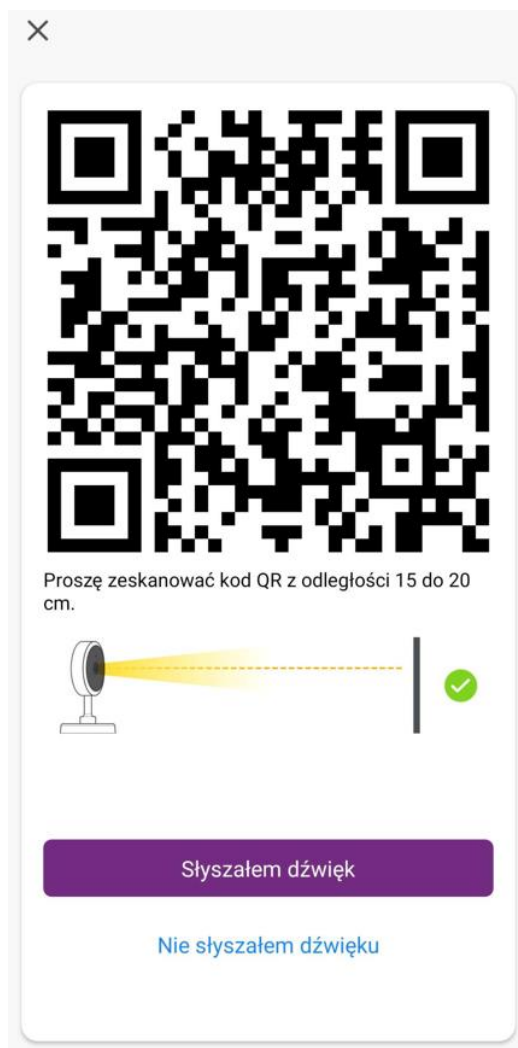 Proszę zeskanować kod QR z odległości 15 do 20
cm.
Słyszałem dźwięk
Nie słyszałem dźwięku